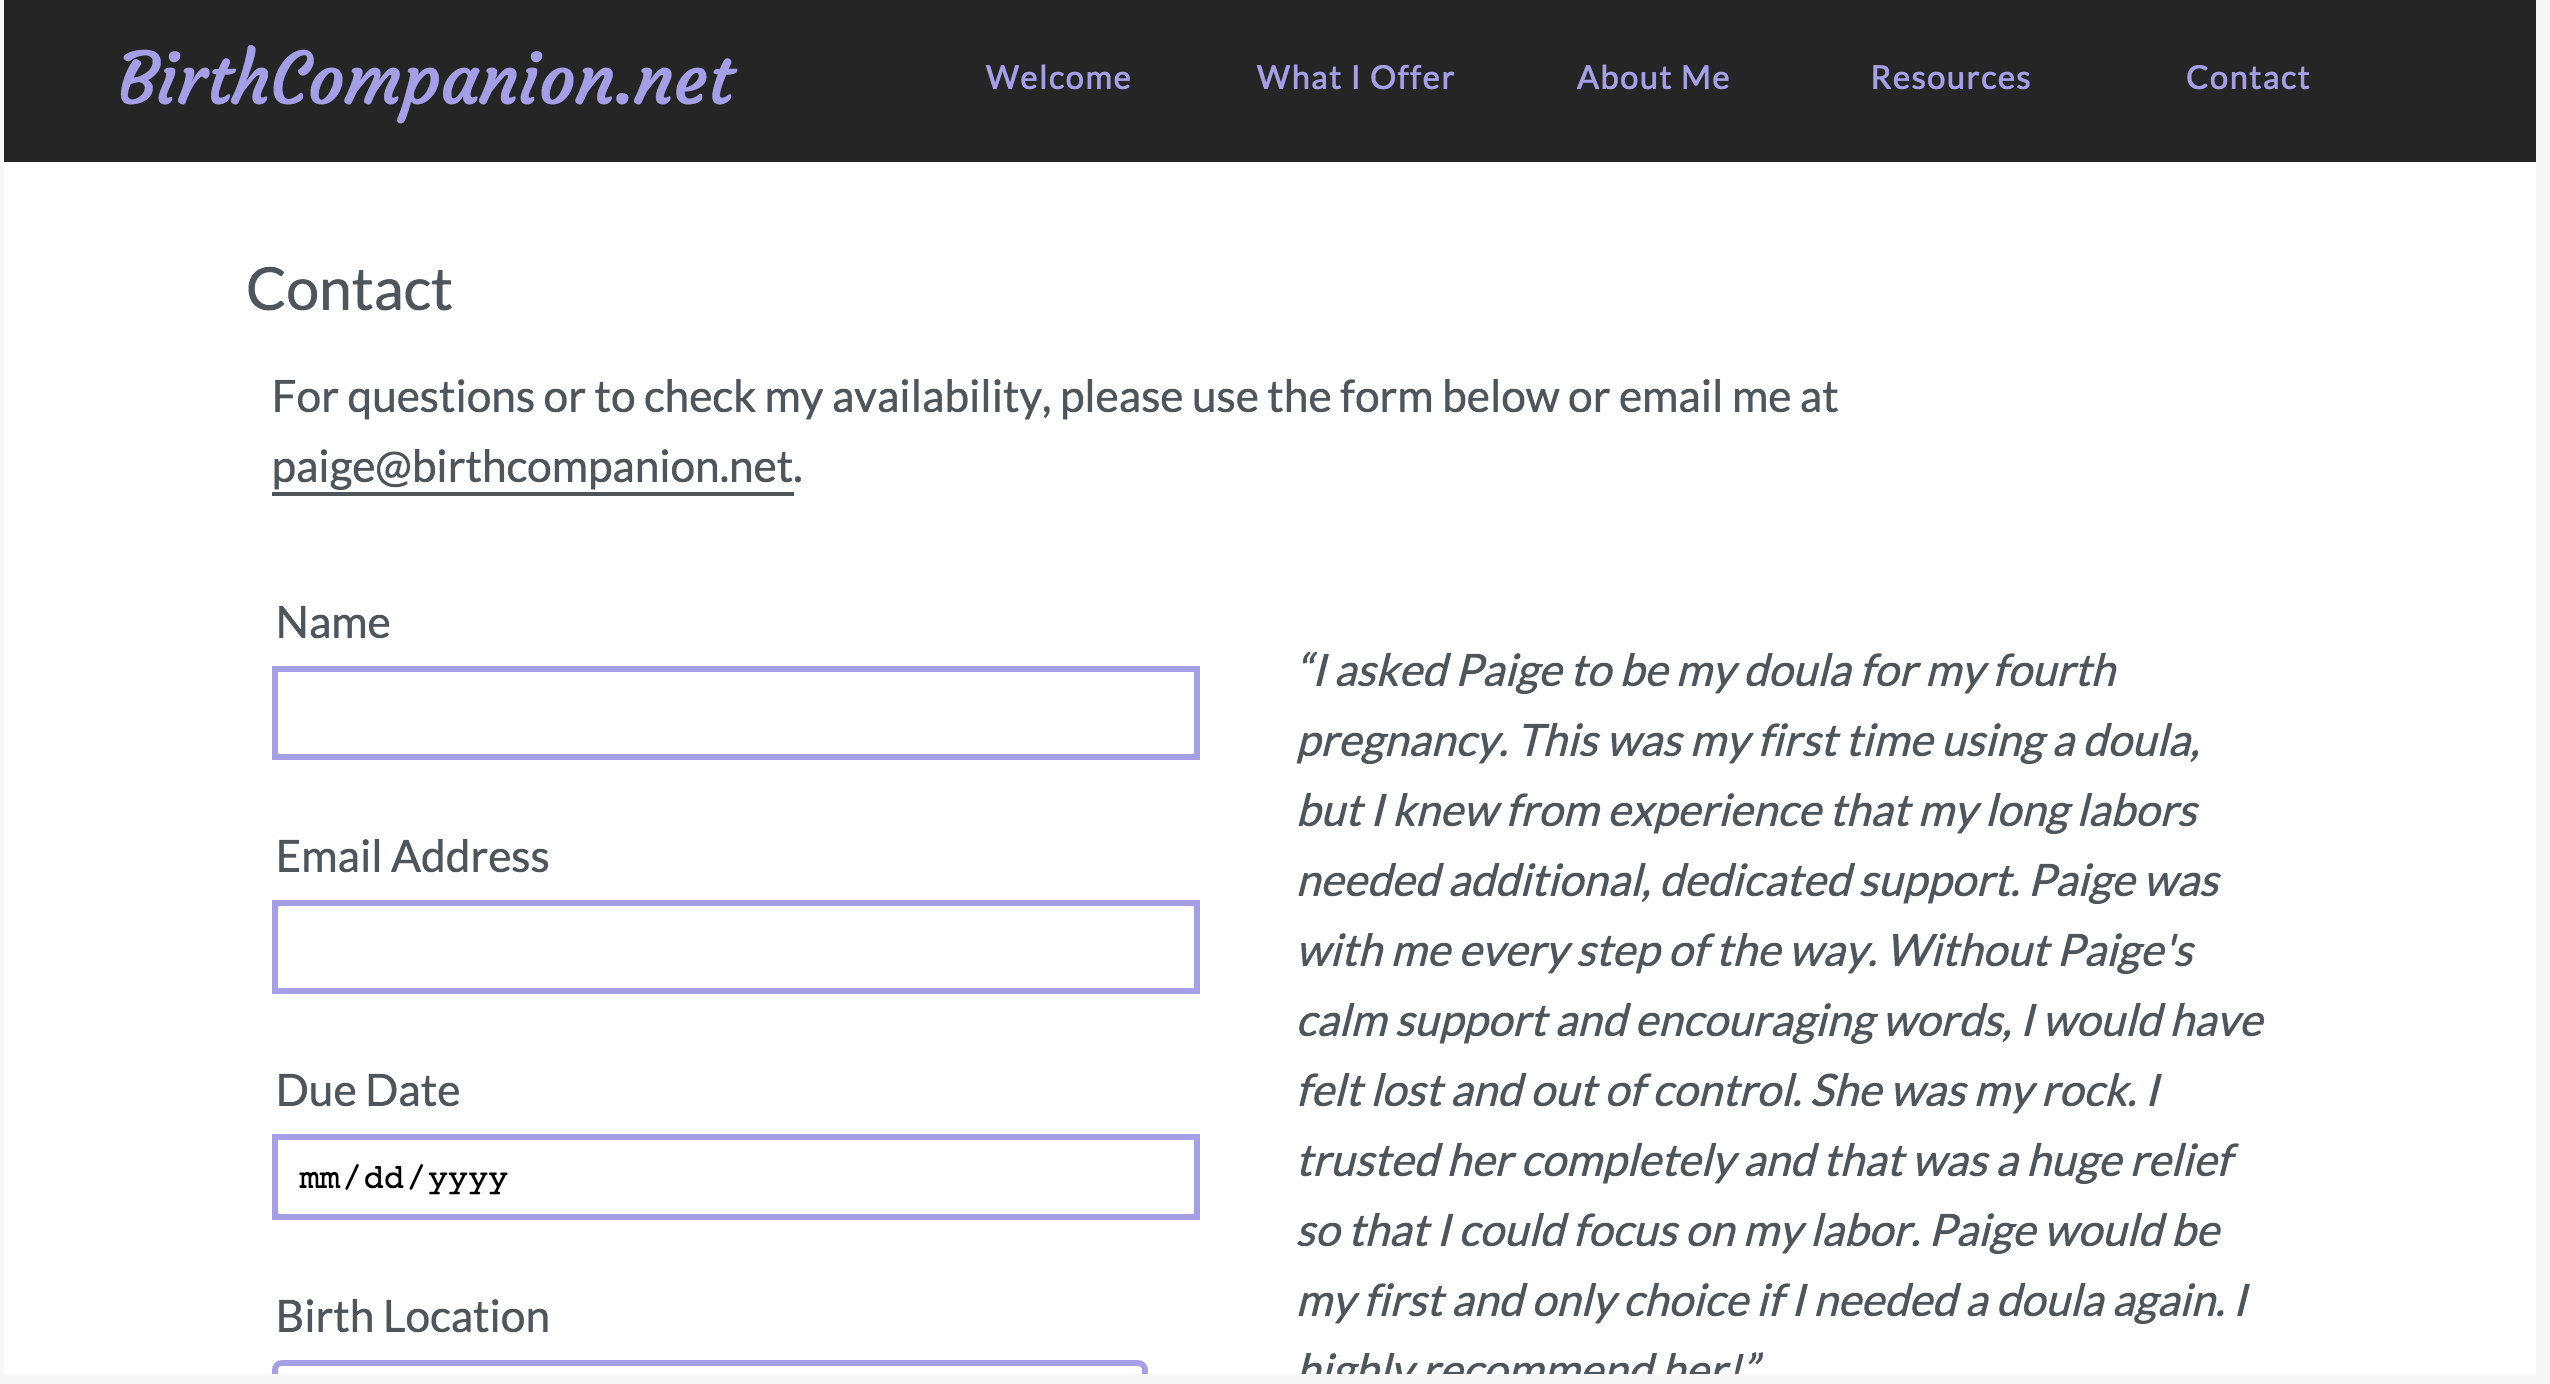 BirthCompanion.net
Welcome
What I Offer
About Me
Resources
Contact
Contact
For questions or to check my availability, please use the form below or email me at
paige@birthcompanion.net.
Name
Email Address
Due Date
mm/dd/yyyy
Birth Location
“I asked Paige to be my doula for my fourth
pregnancy. This was my first time using a doula,
but I knew from experience that my long labors
needed additional, dedicated support. Paige was
with me every step of the way. Without Paige's
calm support and encouraging words, I would have
felt lost and out of control. She was my rock. I
trusted her completely and that was a huge relief
so that I could focus on my labor. Paige would be
my first and only choice if I needed a doula again. I
highly recommend her!”